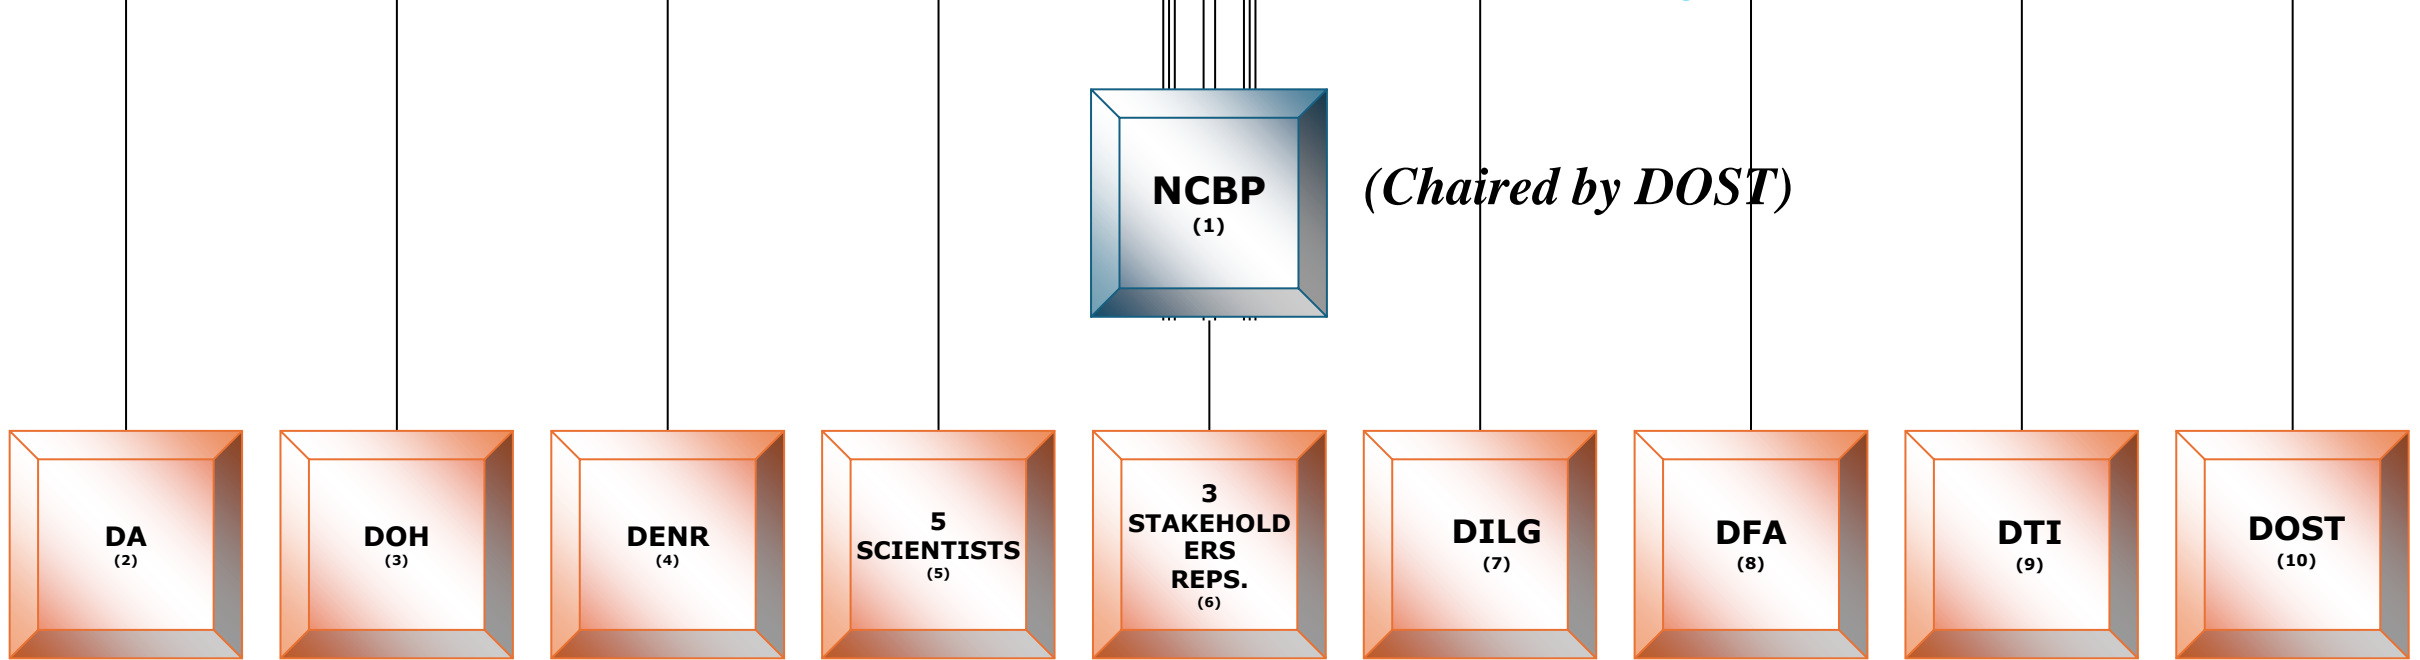 NCBP
(1)
(Chaired by DOST)
DA
(2)
DOH
(3)
DENR
(4)
5
SCIENTISTS
(5)
3
STAKEHOLD
ERS
REPS.
(6)
DILG
(7)
DFA
(8)
DTI
(9)
DOST
(10)